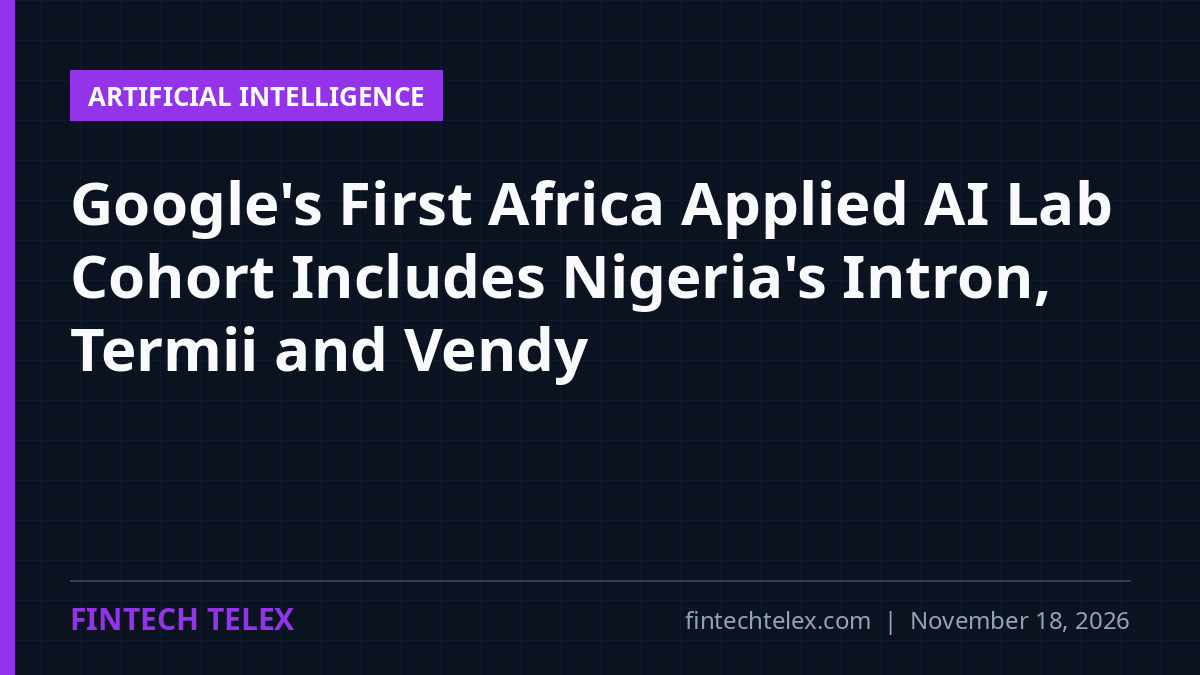 ARTIFICIAL INTELLIGENCE
Google's First Africa Applied AI Lab
Cohort Includes Nigeria's Intron,
Termii and Vendy
FINTECH TELEX
fintechtelex.com | November 18, 2026